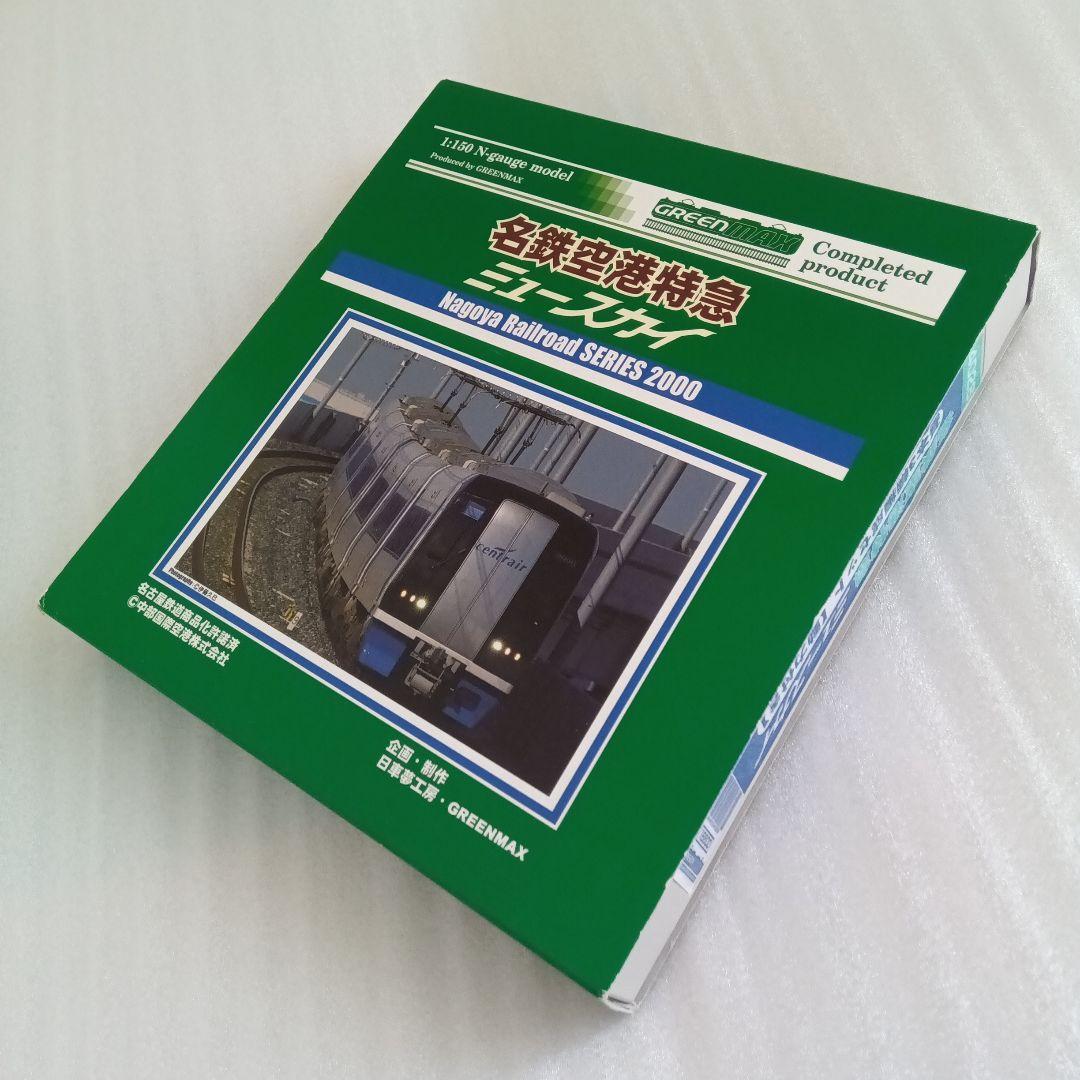 1:150 N-gauge model
Produced by GREENMAX
GREENMAX
Completed
product
名鉄空港特急
ミュースカイ
Nagoya Railroad SERIES 2000
centrair
名古屋鉄道商品化許諾済
©中部国際空港株式会社
企画・制作
日車夢工房・GREENMAX